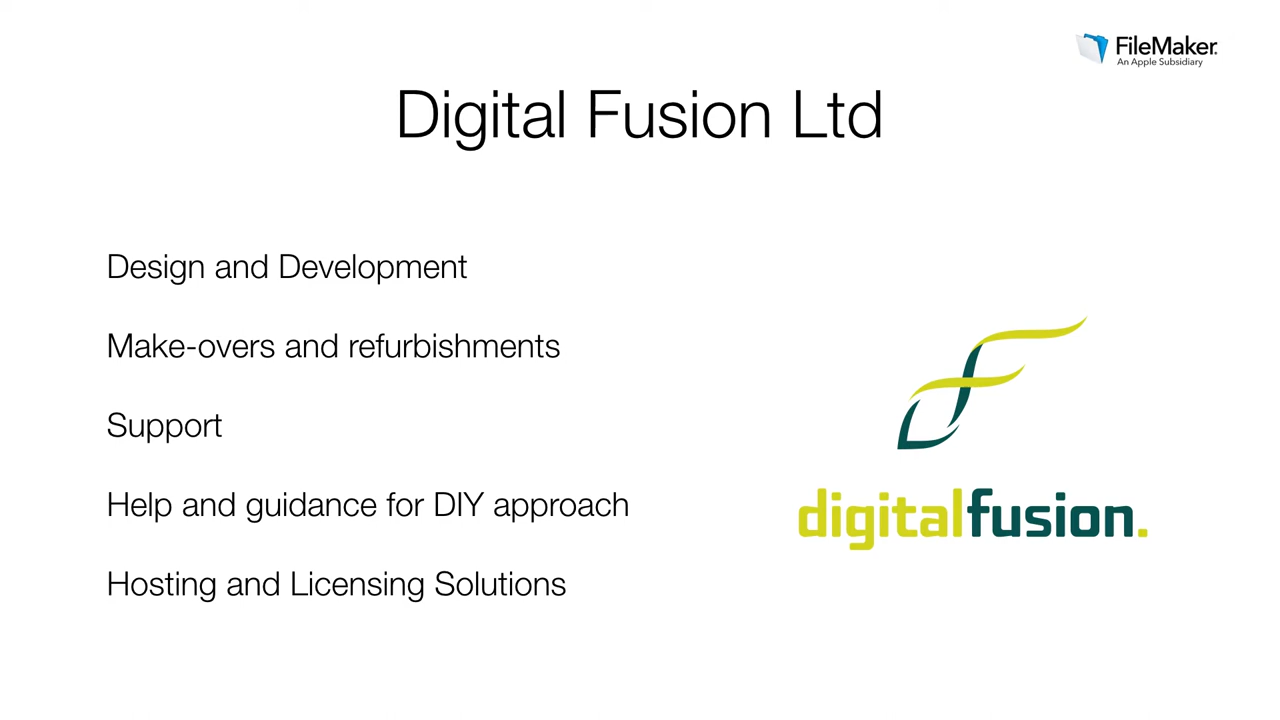 FileMaker.
An Apple Subsidiary
Digital Fusion Ltd
Design and Development
Make-overs and refurbishments
Support
Help and guidance for DIY approach
Hosting and Licensing Solutions
digitalfusion.